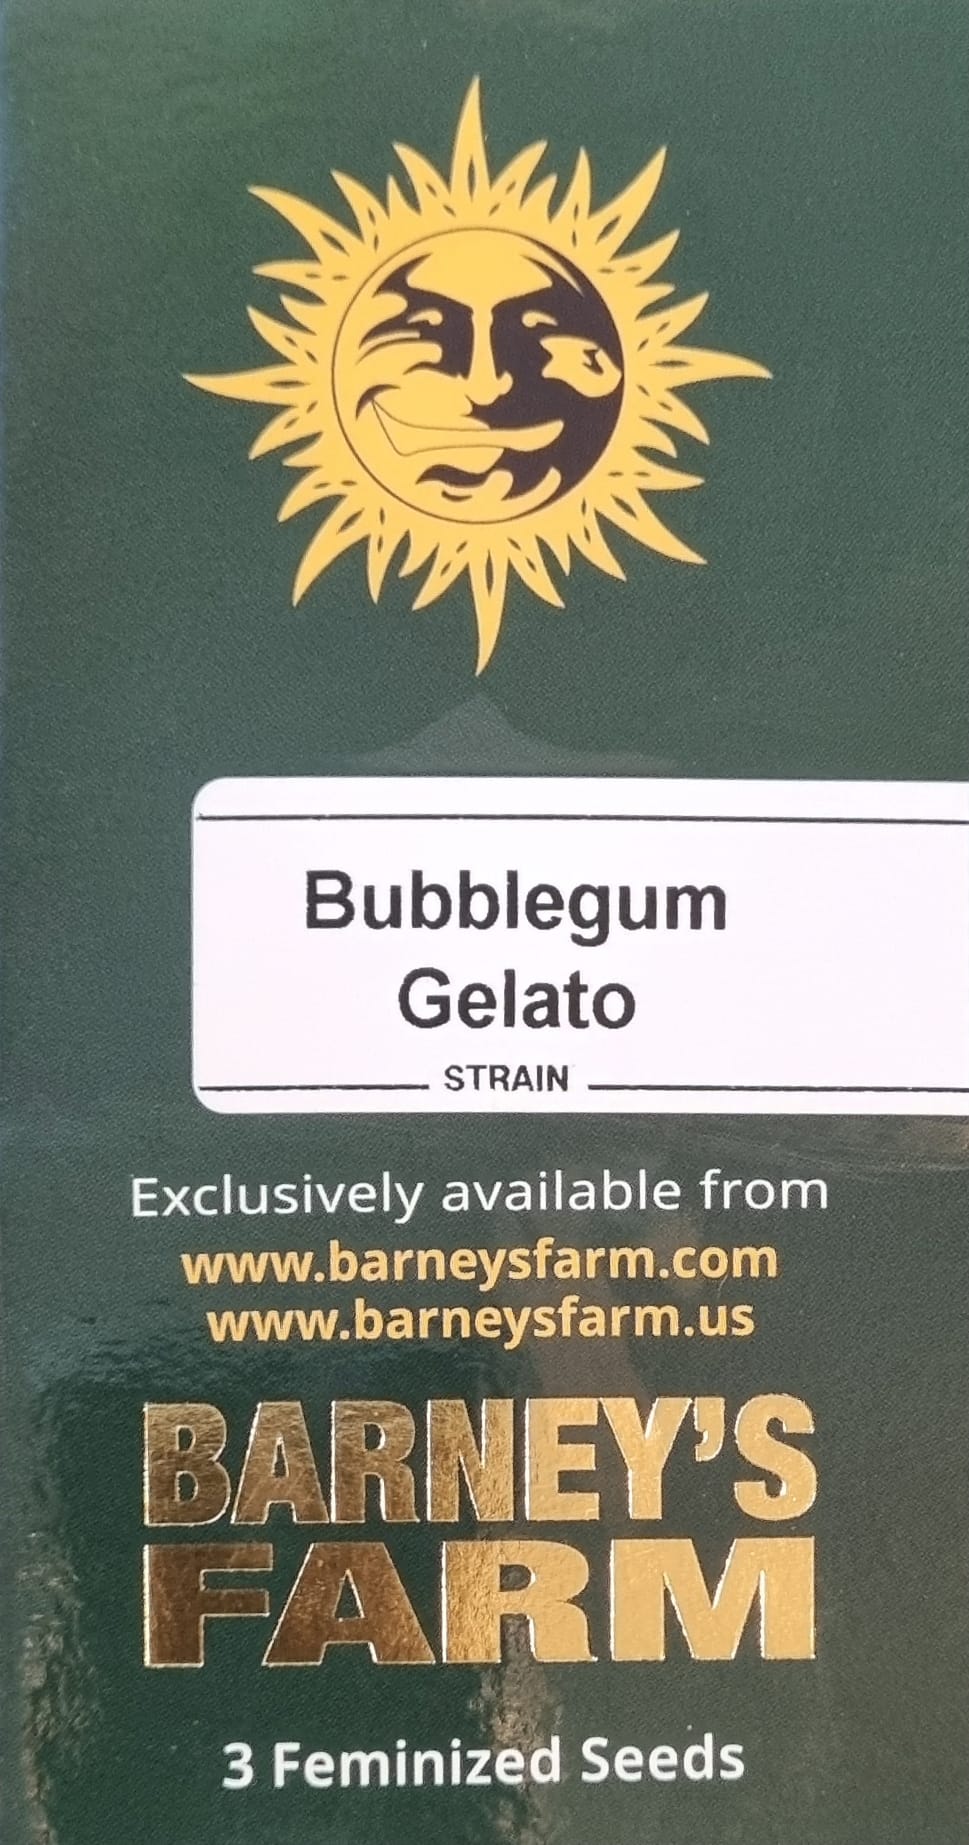 Bubblegum
Gelato
STRAIN
Exclusively available from
www.barneysfarm.com
www.barneysfarm.us
BARNEY'S
FARM
3 Feminized Seeds